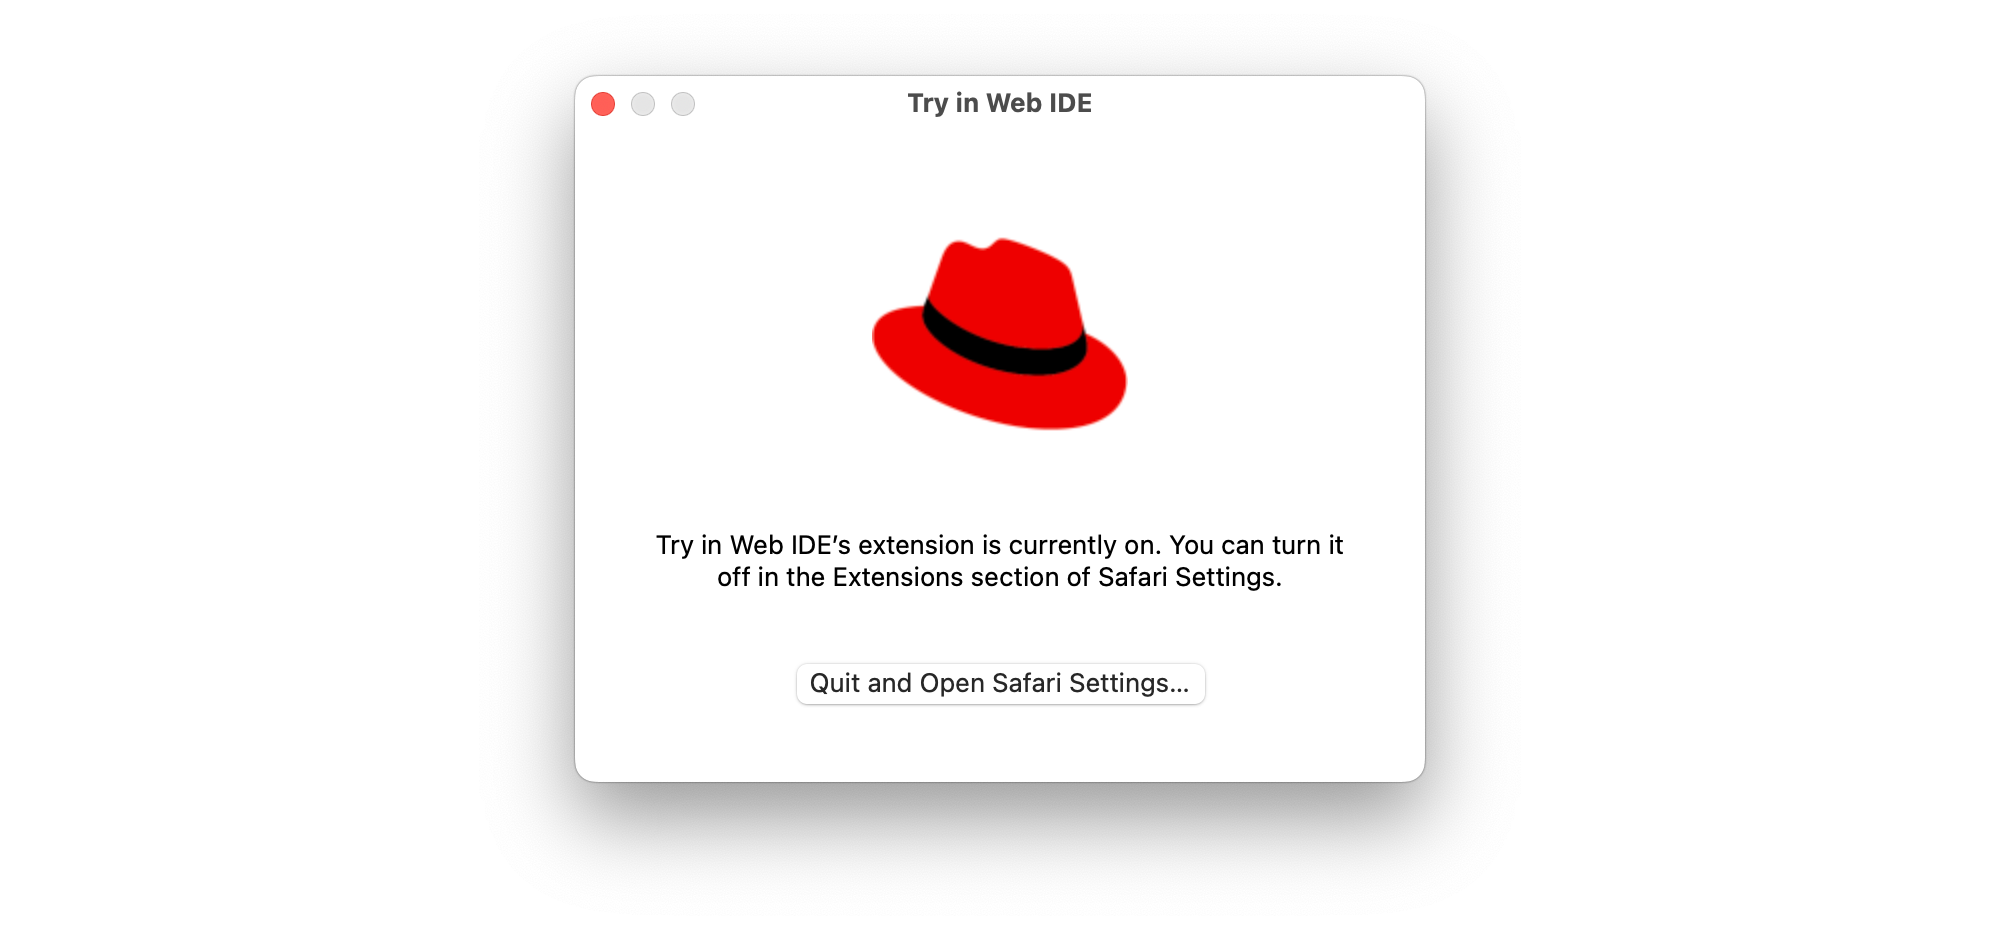 Try in Web IDE
Try in Web IDE’s extension is currently on. You can turn it
off in the Extensions section of Safari Settings.
Quit and Open Safari Settings…